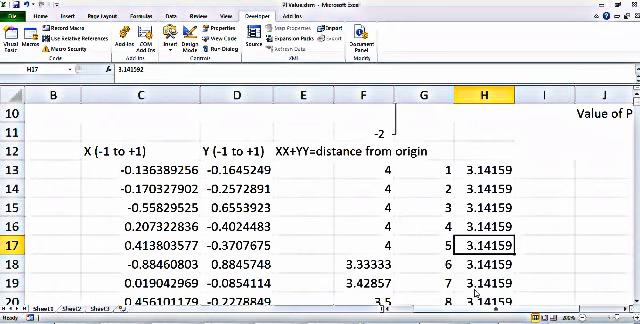 PI Value.xlsm - Microsoft Excel
File Home Insert Page Layout Formulas Data Review View Developer Add-Ins
Visual Basic Macros Record Macro Use Relative References Macro Security Code
Add-Ins COM Add-Ins Add-Ins
Insert Design Mode Properties View Code Run Dialog Controls
Source Map Properties Expansion Packs Refresh Data Import Export XML
Document Panel Modify
H17 fx 3.141592
B C D E F G H I J
10 Value of P
11 -2
12 X (-1 to +1) Y (-1 to +1) XX+YY=distance from origin
13 -0.136389256 -0.1645249 4 1 3.14159
14 -0.170327902 -0.2572891 4 2 3.14159
15 -0.55829525 0.6553923 4 3 3.14159
16 0.207322836 -0.4024483 4 4 3.14159
17 0.413803577 -0.3707675 4 5 3.14159
18 -0.88460803 0.8845748 3.33333 6 3.14159
19 0.019042969 -0.0854114 3.42857 7 3.14159
20 0.456101179 -0.2278849 3.5 8 3.14159
Sheet1 Sheet2 Sheet3
Ready 200%